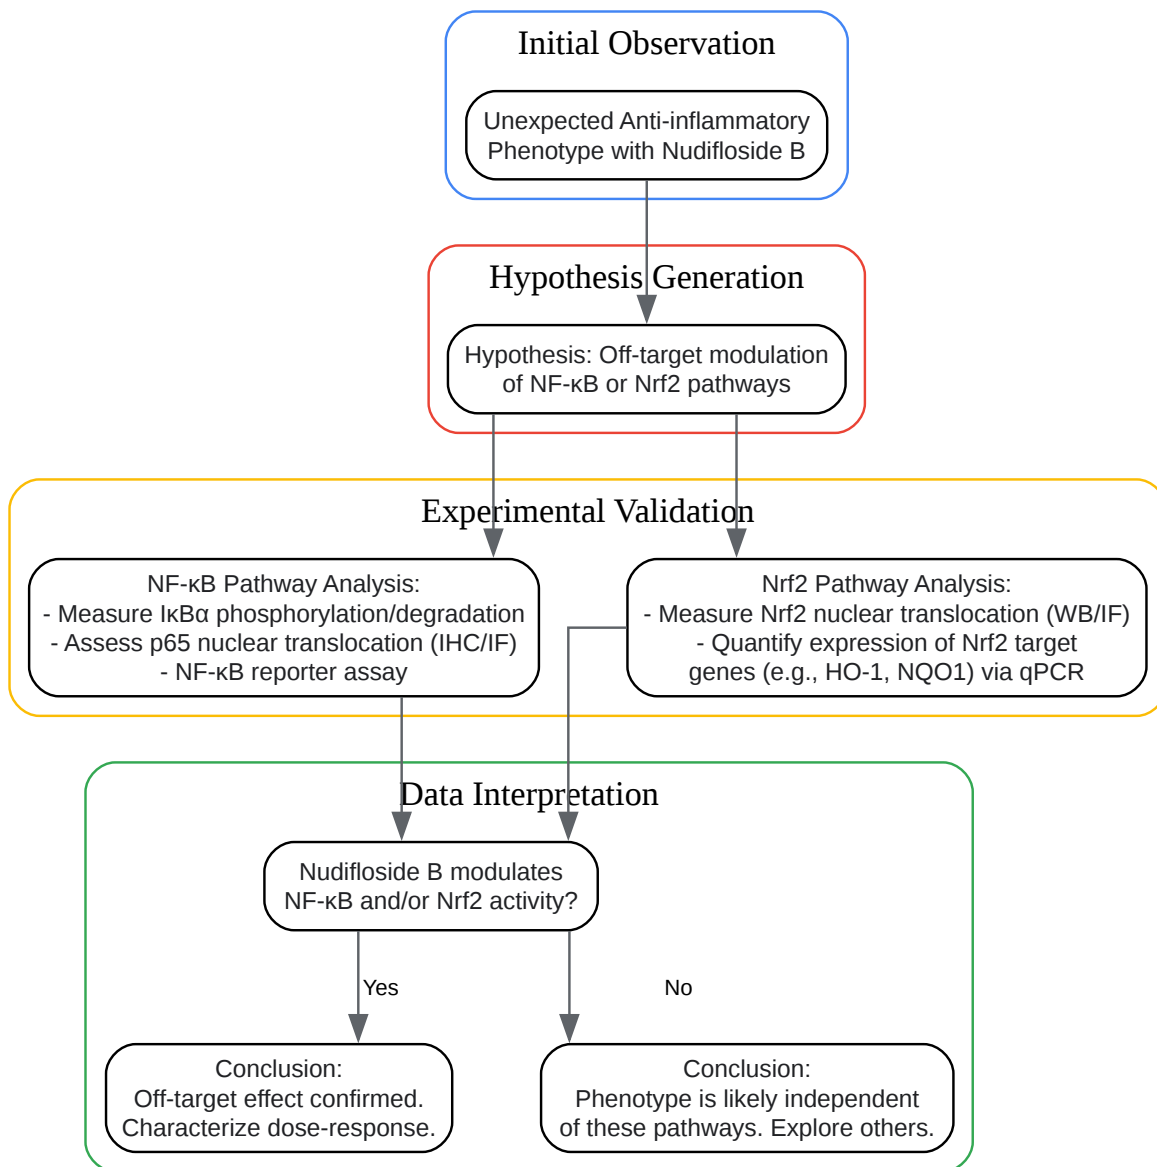 Initial Observation
Unexpected Anti-inflammatory
Phenotype with Nudifloside B
Hypothesis Generation
Hypothesis: Off-target modulation
of NF-κB or Nrf2 pathways
Experimental Validation
NF-κB Pathway Analysis:
- Measure IκBα phosphorylation/degradation
- Assess p65 nuclear translocation (IHC/IF)
- NF-κB reporter assay
Nrf2 Pathway Analysis:
- Measure Nrf2 nuclear translocation (WB/IF)
- Quantify expression of Nrf2 target
genes (e.g., HO-1, NQO1) via qPCR
Data Interpretation
Nudifloside B modulates
NF-κB and/or Nrf2 activity?
Yes
No
Conclusion:
Off-target effect confirmed.
Characterize dose-response.
Conclusion:
Phenotype is likely independent
of these pathways. Explore others.